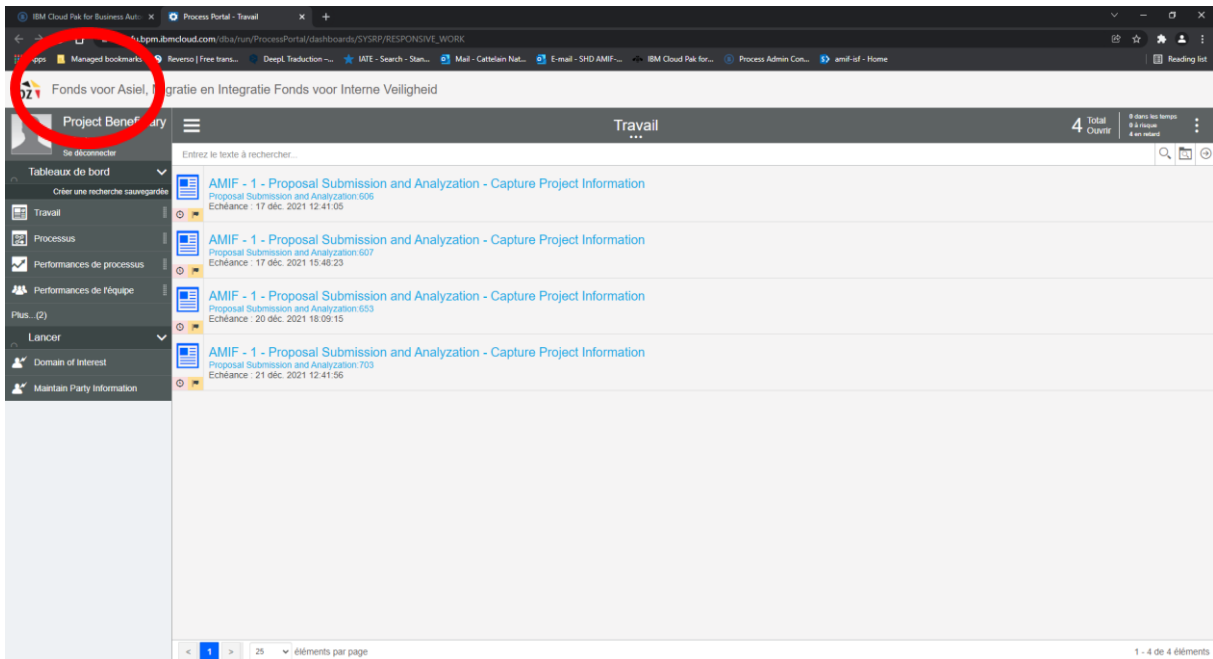 IBM Cloud Pak for Business Auto
Process Portal - Travail
bpm.ibmcloud.com/dba/run/ProcessPortal/dashboards/SYSRP/RESPONSIVE_WORK
Apps
Managed bookmarks
Reverso | Free trans...
DeepL Traduction –...
IATE - Search - Stan...
Mail - Cattelain Nat...
E-mail - SHD AMIF-...
IBM Cloud Pak for...
Process Admin Con...
amif-isf - Home
Reading list
Fonds voor Asiel, Migratie en Integratie Fonds voor Interne Veiligheid
Project Beneficiary
Se déconnecter
Travail
4 Total Ouvrir
0 dans les temps
0 à risque
4 en retard
Entrez le texte à rechercher...
Tableaux de bord
Créer une recherche sauvegardée
Travail
Processus
Performances de processus
Performances de l'équipe
Plus...(2)
Lancer
Domain of Interest
Maintain Party Information
AMIF - 1 - Proposal Submission and Analyzation - Capture Project Information
Proposal Submission and Analyzation:606
Echéance : 17 déc. 2021 12:41:05
AMIF - 1 - Proposal Submission and Analyzation - Capture Project Information
Proposal Submission and Analyzation:607
Echéance : 17 déc. 2021 15:48:23
AMIF - 1 - Proposal Submission and Analyzation - Capture Project Information
Proposal Submission and Analyzation:653
Echéance : 20 déc. 2021 18:09:15
AMIF - 1 - Proposal Submission and Analyzation - Capture Project Information
Proposal Submission and Analyzation:703
Echéance : 21 déc. 2021 12:41:56
< 1 > 25 éléments par page
1 - 4 de 4 éléments